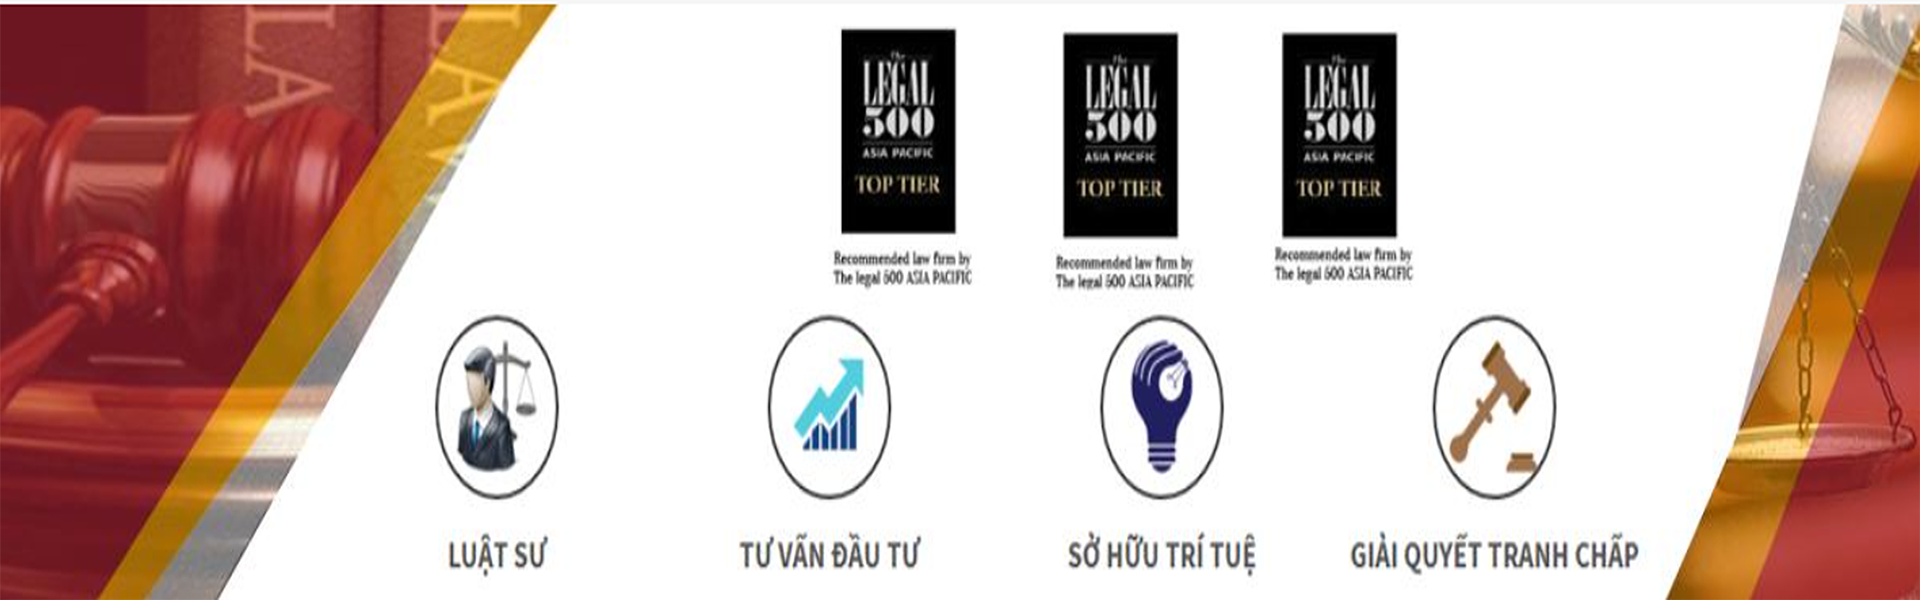 LA
LA
LAV
The
LEGAL
500
ASIA PACIFIC
TOP TIER
Recommended law firm by
The legal 500 ASIA PACIFIC
The
LEGAL
500
ASIA PACIFIC
TOP TIER
Recommended law firm by
The legal 500 ASIA PACIFIC
The
LEGAL
500
ASIA PACIFIC
TOP TIER
Recommended law firm by
The legal 500 ASIA PACIFIC
LUẬT SƯ
TƯ VẤN ĐẦU TƯ
SỞ HỮU TRÍ TUỆ
GIẢI QUYẾT TRANH CHẤP